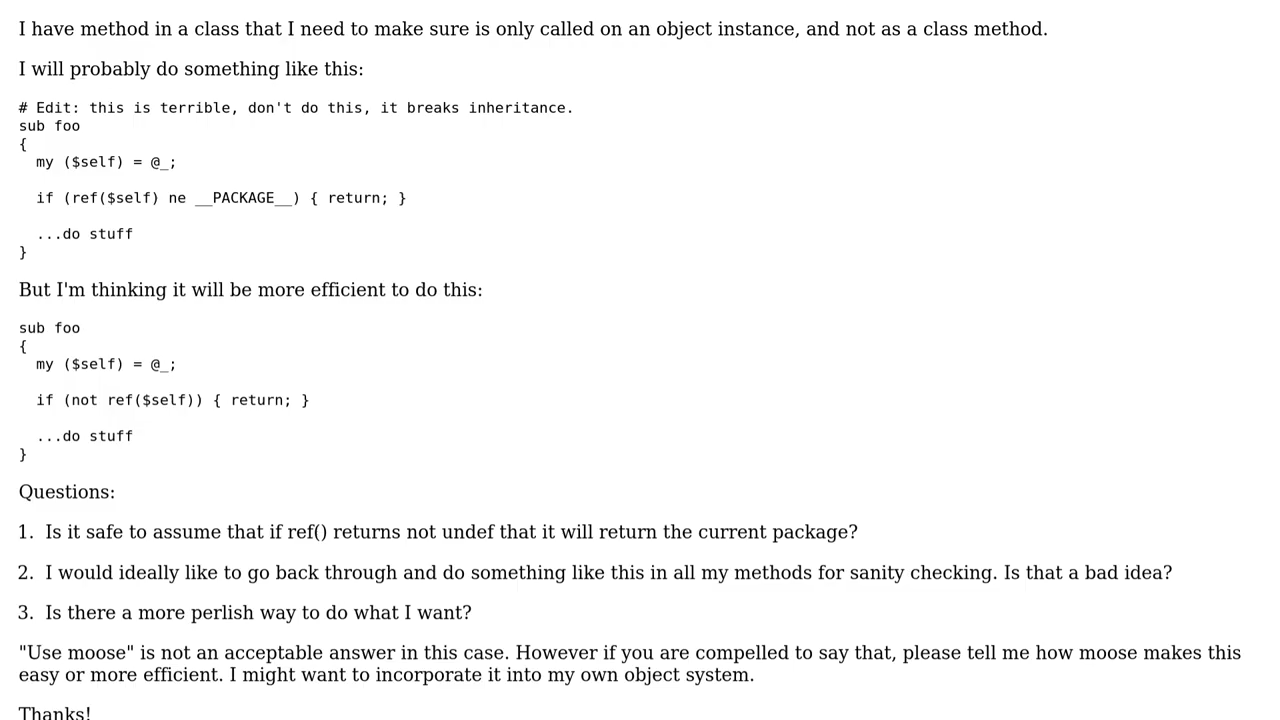 I have method in a class that I need to make sure is only called on an object instance, and not as a class method.
I will probably do something like this:
# Edit: this is terrible, don't do this, it breaks inheritance.
sub foo
{
  my ($self) = @_;
  if (ref($self) ne __PACKAGE__) { return; }
  ...do stuff
}
But I'm thinking it will be more efficient to do this:
sub foo
{
  my ($self) = @_;
  if (not ref($self)) { return; }
  ...do stuff
}
Questions:
1. Is it safe to assume that if ref() returns not undef that it will return the current package?
2. I would ideally like to go back through and do something like this in all my methods for sanity checking. Is that a bad idea?
3. Is there a more perlish way to do what I want?
"Use moose" is not an acceptable answer in this case. However if you are compelled to say that, please tell me how moose makes this
easy or more efficient. I might want to incorporate it into my own object system.
Thanks!